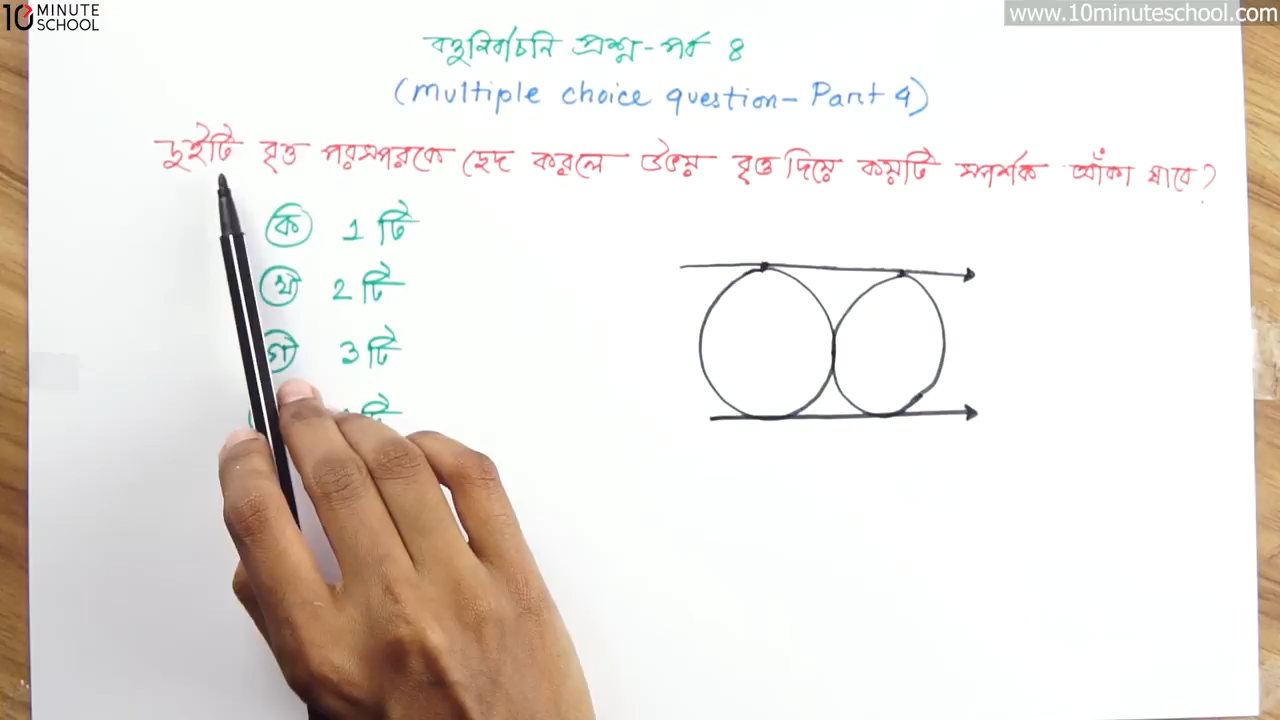 10 MINUTE SCHOOL
www.10minuteschool.com
বহুনির্বাচনি প্রশ্ন-পর্ব ৪
(multiple choice question- Part 4)
দুইটি বৃত্ত পরস্পরকে ছেদ করলে উভয় বৃত্ত দিয়ে কয়টি স্পর্শক আঁকা যাবে?
ক 1 টি
খ 2 টি
গ 3 টি
টি